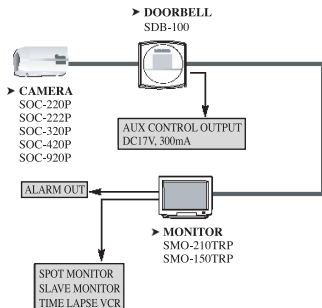 ➤ DOORBELL
SDB-100
➤ CAMERA
SOC-220P
SOC-222P
SOC-320P
SOC-420P
SOC-920P
AUX CONTROL OUTPUT
DC17V, 300mA
ALARM OUT
➤ MONITOR
SMO-210TRP
SMO-150TRP
SPOT MONITOR
SLAVE MONITOR
TIME LAPSE VCR